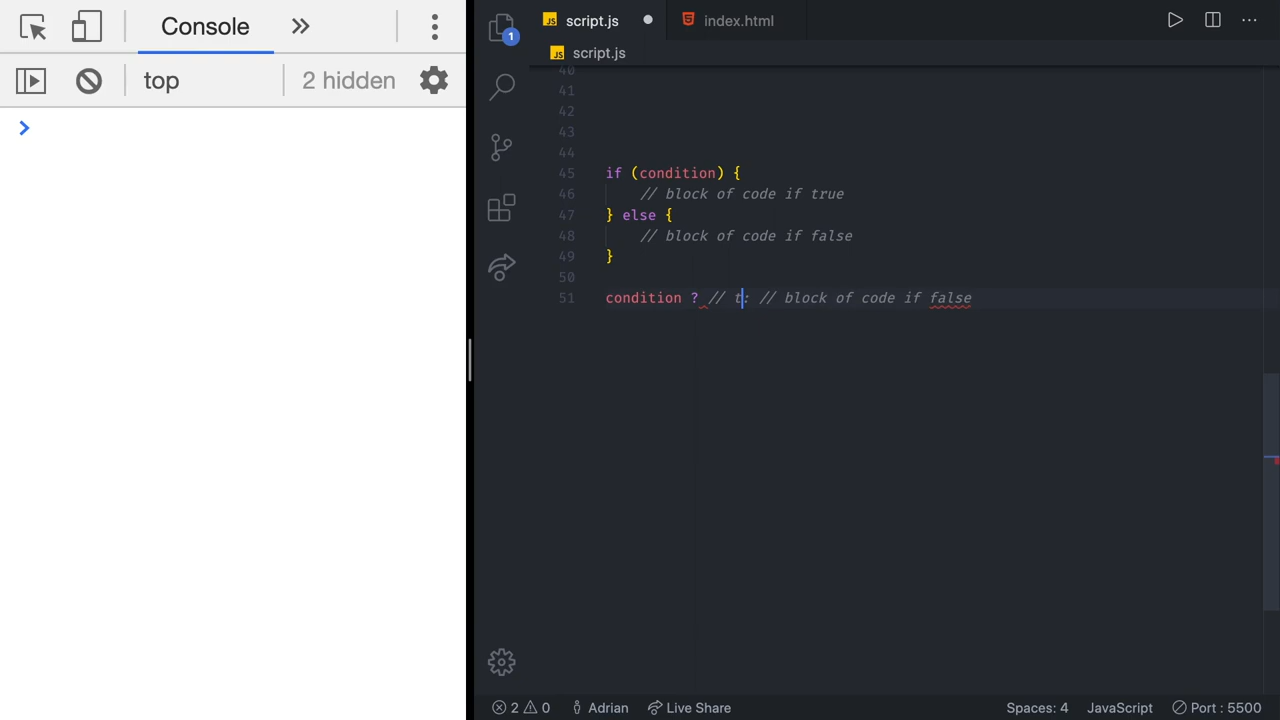 Console
top
2 hidden
script.js
index.html
1
script.js
40
41
42
43
44
45 if (condition) {
46 // block of code if true
47 } else {
48 // block of code if false
49 }
50
51 condition ? // t: // block of code if false
2 0 Adrian Live Share
Spaces: 4 JavaScript Port : 5500